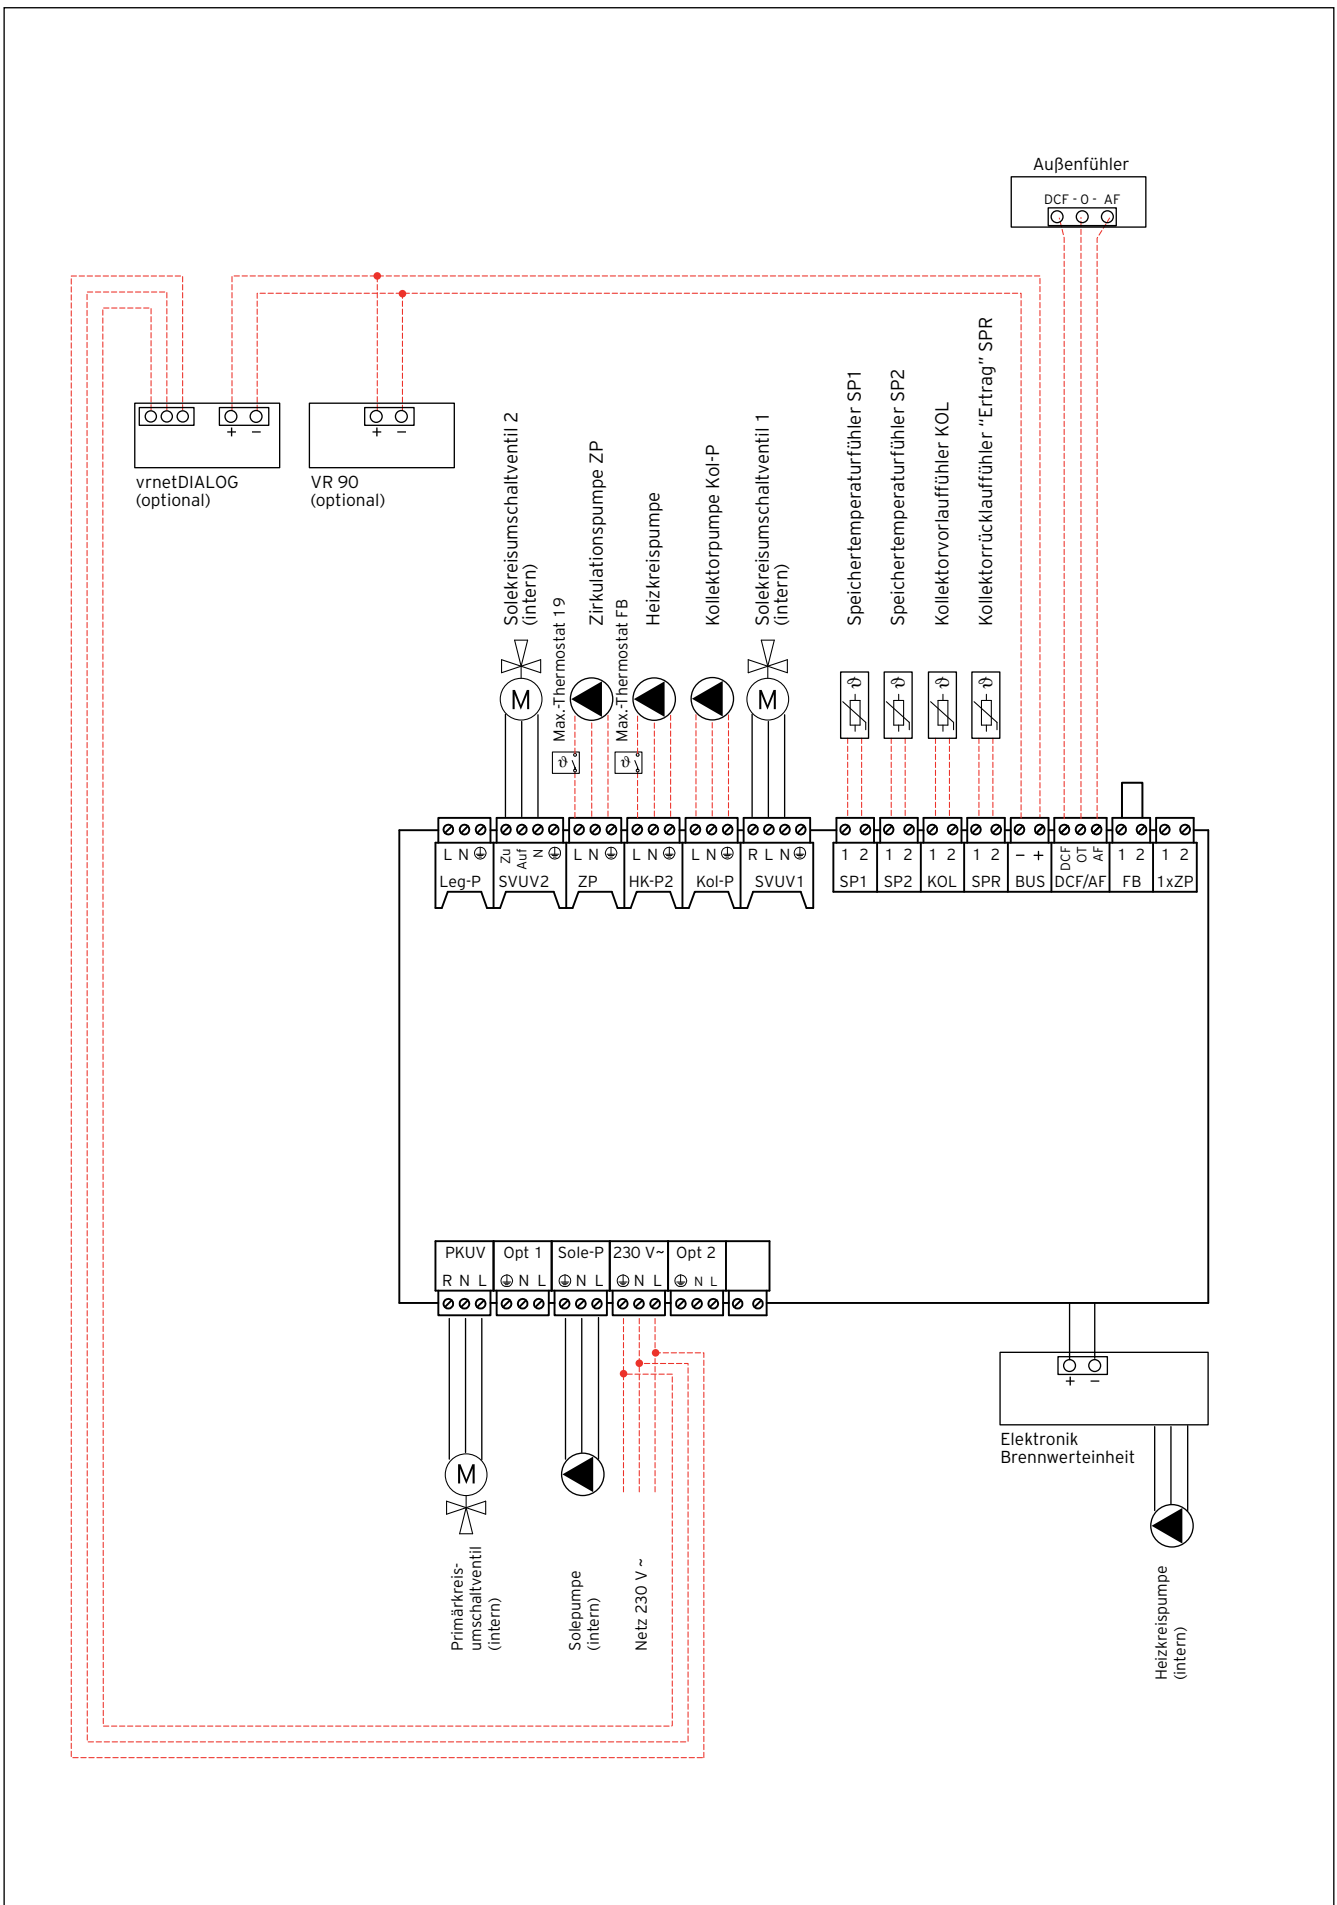 Außenfühler
DCF - O - AF
+ −
vrnetDIALOG
(optional)
+ −
VR 90
(optional)
Solekreisumschaltventil 2
(intern)
Max.-Thermostat 19
Zirkulationspumpe ZP
Max.-Thermostat FB
Heizkreispumpe
Kollektorpumpe Kol-P
Solekreisumschaltventil 1
(intern)
Speichertemperaturfühler SP1
Speichertemperaturfühler SP2
Kollektorvorlauffühler KOL
Kollektorrücklauffühler "Ertrag" SPR
M
M
ϑ
ϑ
ϑ
ϑ
ϑ
ϑ
L N
Leg-P
Zu Auf N
SVUV2
L N
ZP
L N
HK-P2
L N
Kol-P
R L N
SVUV1
1 2
SP1
1 2
SP2
1 2
KOL
1 2
SPR
− +
BUS
DCF OT AF
DCF/AF
1 2
FB
1 2
1xZP
PKUV
R N L
Opt 1
N L
Sole-P
N L
230 V~
N L
Opt 2
N L
M
Primärkreis-
umschaltventil
(intern)
Solepumpe
(intern)
Netz 230 V ~
+ −
Elektronik
Brennwerteinheit
Heizkreispumpe
(intern)